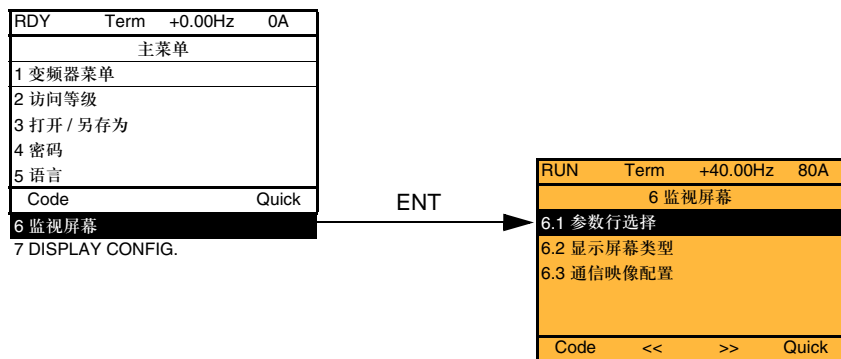 RDY Term +0.00Hz 0A
主菜单
1 变频器菜单
2 访问等级
3 打开 / 另存为
4 密码
5 语言
Code Quick
6 监视屏幕
7 DISPLAY CONFIG.
ENT
RUN Term +40.00Hz 80A
6 监视屏幕
6.1 参数行选择
6.2 显示屏幕类型
6.3 通信映像配置
Code << >> Quick